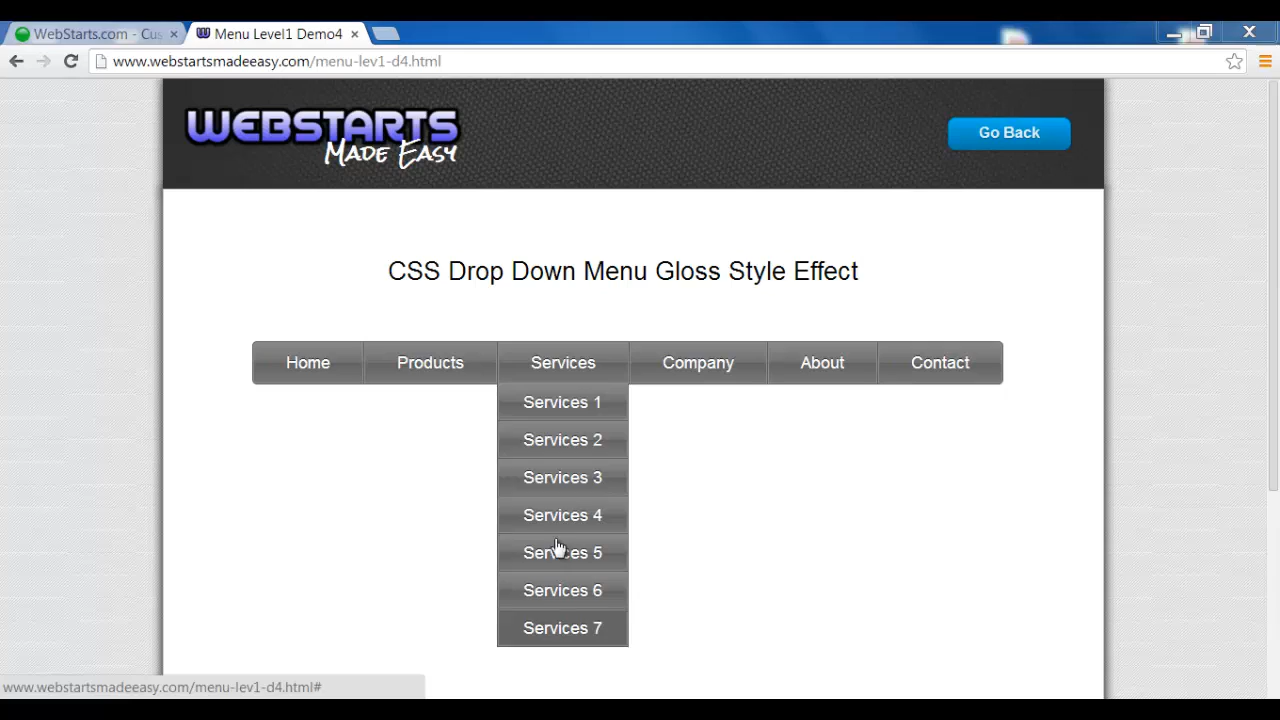 WebStarts.com - Cus
Menu Level1 Demo4
www.webstartsmadeeasy.com/menu-lev1-d4.html
WEBSTARTS
Made Easy
Go Back
CSS Drop Down Menu Gloss Style Effect
Home Products Services Company About Contact
Services 1
Services 2
Services 3
Services 4
Services 5
Services 6
Services 7
www.webstartsmadeeasy.com/menu-lev1-d4.html#